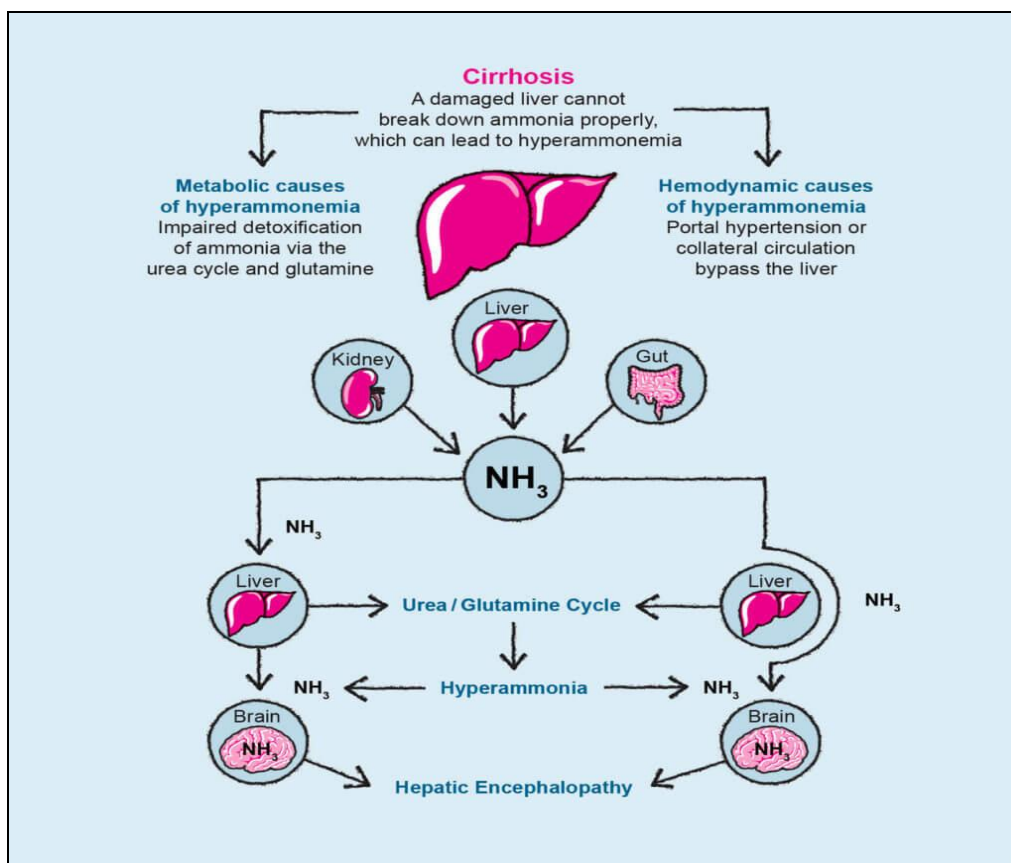 Cirrhosis
A damaged liver cannot
break down ammonia properly,
which can lead to hyperammonemia
Metabolic causes
of hyperammonemia
Impaired detoxification
of ammonia via the
urea cycle and glutamine
Hemodynamic causes
of hyperammonemia
Portal hypertension or
collateral circulation
bypass the liver
Liver
Kidney
Gut
NH₃
NH₃
Liver
Urea / Glutamine Cycle
Liver
NH₃
NH₃
Hyperammonia
NH₃
Brain
NH₃
Brain
NH₃
Hepatic Encephalopathy